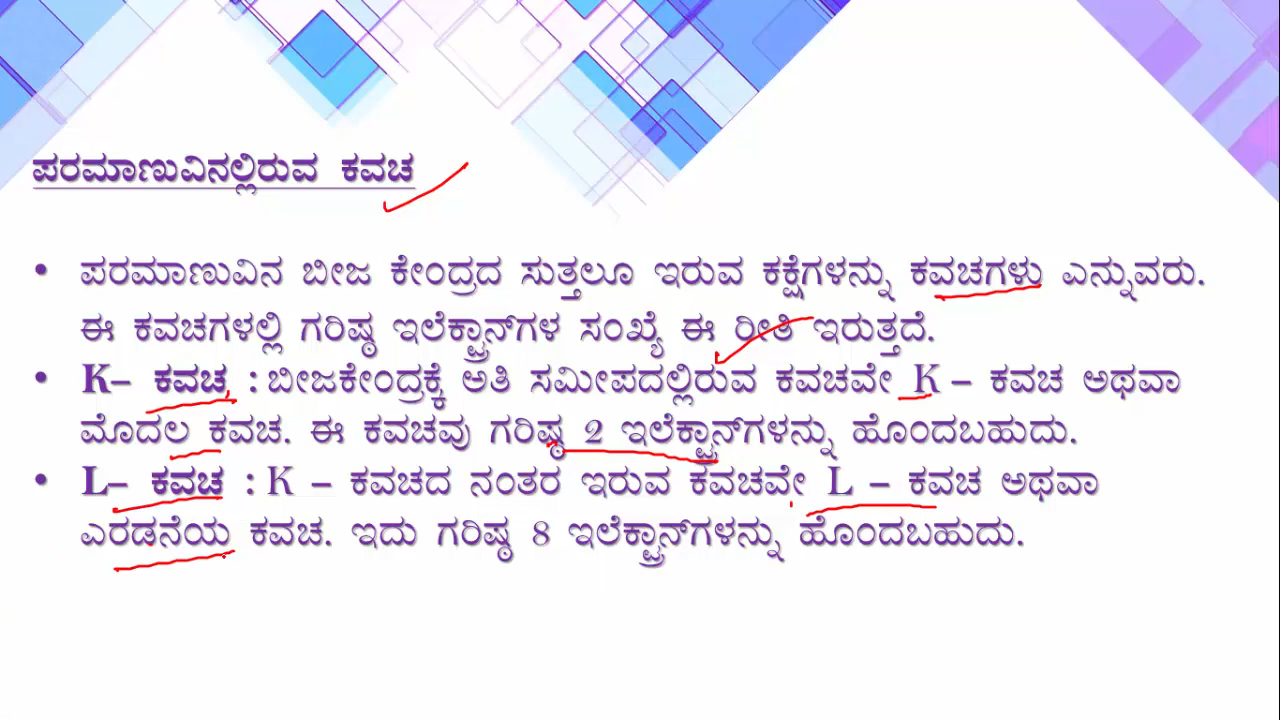 ಪರಮಾಣುವಿನಲ್ಲಿರುವ ಕವಚ
• ಪರಮಾಣುವಿನ ಬೀಜ ಕೇಂದ್ರದ ಸುತ್ತಲೂ ಇರುವ ಕಕ್ಷೆಗಳನ್ನು ಕವಚಗಳು ಎನ್ನುವರು.
ಈ ಕವಚಗಳಲ್ಲಿ ಗರಿಷ್ಠ ಇಲೆಕ್ಟ್ರಾನ್‌ಗಳ ಸಂಖ್ಯೆ ಈ ರೀತಿ ಇರುತ್ತದೆ.
• K– ಕವಚ : ಬೀಜಕೇಂದ್ರಕ್ಕೆ ಅತಿ ಸಮೀಪದಲ್ಲಿರುವ ಕವಚವೇ K – ಕವಚ ಅಥವಾ
ಮೊದಲ ಕವಚ. ಈ ಕವಚವು ಗರಿಷ್ಠ 2 ಇಲೆಕ್ಟ್ರಾನ್‌ಗಳನ್ನು ಹೊಂದಬಹುದು.
• L– ಕವಚ : K – ಕವಚದ ನಂತರ ಇರುವ ಕವಚವೇ L – ಕವಚ ಅಥವಾ
ಎರಡನೆಯ ಕವಚ. ಇದು ಗರಿಷ್ಠ 8 ಇಲೆಕ್ಟ್ರಾನ್‌ಗಳನ್ನು ಹೊಂದಬಹುದು.